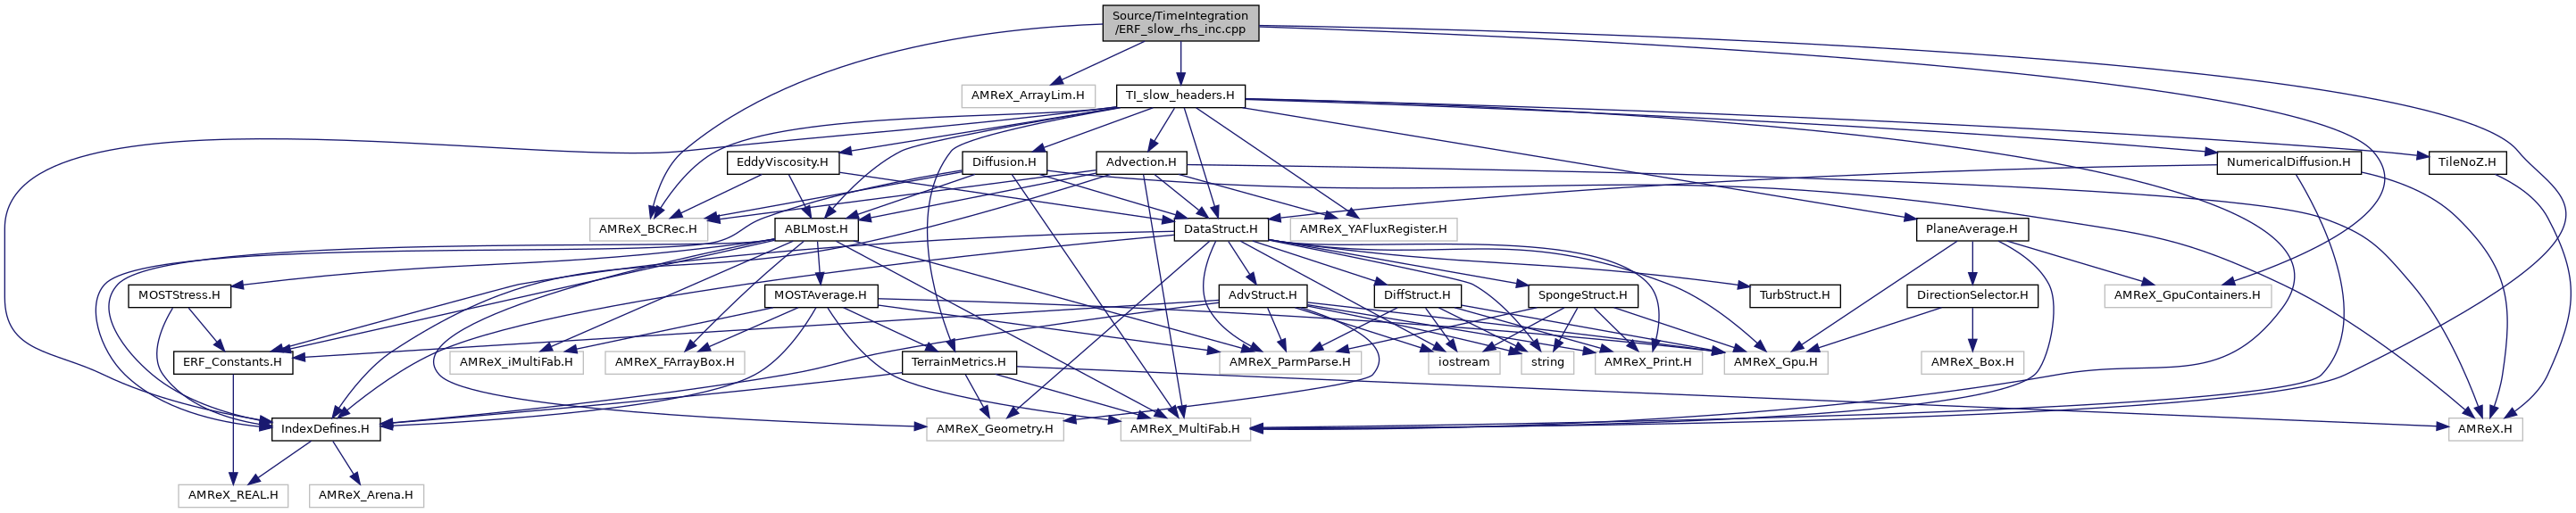 Source/TimeIntegration
/ERF_slow_rhs_inc.cpp
AMReX_ArrayLim.H
TI_slow_headers.H
EddyViscosity.H
Diffusion.H
Advection.H
NumericalDiffusion.H
TileNoZ.H
AMReX_BCRec.H
ABLMost.H
DataStruct.H
AMReX_YAFluxRegister.H
PlaneAverage.H
MOSTStress.H
MOSTAverage.H
AdvStruct.H
DiffStruct.H
SpongeStruct.H
TurbStruct.H
DirectionSelector.H
AMReX_GpuContainers.H
ERF_Constants.H
AMReX_iMultiFab.H
AMReX_FArrayBox.H
TerrainMetrics.H
AMReX_ParmParse.H
iostream
string
AMReX_Print.H
AMReX_Gpu.H
AMReX_Box.H
IndexDefines.H
AMReX_Geometry.H
AMReX_MultiFab.H
AMReX.H
AMReX_REAL.H
AMReX_Arena.H